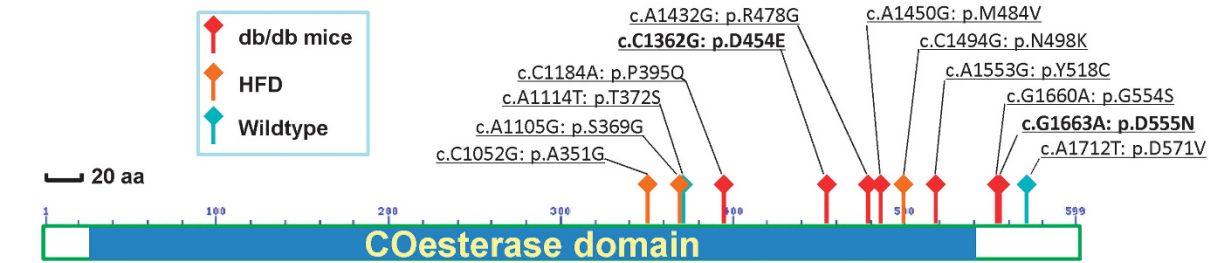 c.A1432G: p.R478G
c.A1450G: p.M484V
db/db mice
c.C1362G: p.D454E
c.C1494G: p.N498K
HFD
c.C1184A: p.P395Q
c.A1553G: p.Y518C
c.A1114T: p.T372S
c.G1660A: p.G554S
Wildtype
c.A1105G: p.S369G
c.G1663A: p.D555N
c.C1052G: p.A351G
c.A1712T: p.D571V
20 aa
1 100 200 300 400 500 599
COesterase domain